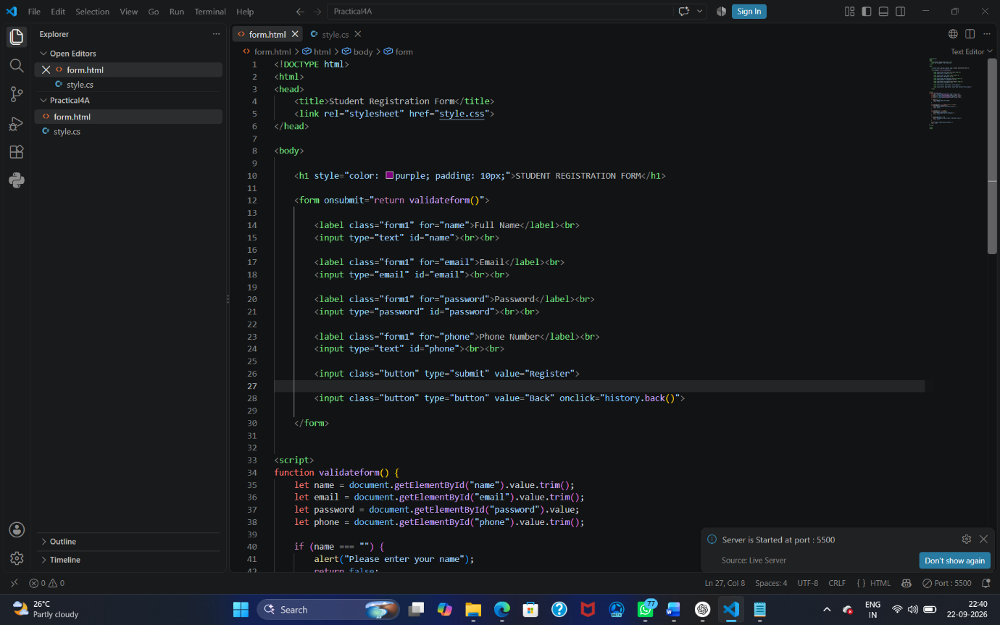 File Edit Selection View Go Run Terminal Help
Practical4A
Sign In
Explorer
Open Editors
form.html
style.cs
Practical4A
form.html
style.cs
Outline
Timeline
form.html
style.cs
form.html > html > body > form
Text Editor
1 <!DOCTYPE html>
2 <html>
3 <head>
4 <title>Student Registration Form</title>
5 <link rel="stylesheet" href="style.css">
6 </head>
7
8 <body>
9
10 <h1 style="color: purple; padding: 10px;">STUDENT REGISTRATION FORM</h1>
11
12 <form onsubmit="return validateform()">
13
14 <label class="form1" for="name">Full Name</label><br>
15 <input type="text" id="name"><br><br>
16
17 <label class="form1" for="email">Email</label><br>
18 <input type="email" id="email"><br><br>
19
20 <label class="form1" for="password">Password</label><br>
21 <input type="password" id="password"><br><br>
22
23 <label class="form1" for="phone">Phone Number</label><br>
24 <input type="text" id="phone"><br><br>
25
26 <input class="button" type="submit" value="Register">
27
28 <input class="button" type="button" value="Back" onclick="history.back()">
29
30 </form>
31
32
33 <script>
34 function validateform() {
35 let name = document.getElementById("name").value.trim();
36 let email = document.getElementById("email").value.trim();
37 let password = document.getElementById("password").value;
38 let phone = document.getElementById("phone").value.trim();
39
40 if (name === "") {
41 alert("Please enter your name");
42 return false;
Server is Started at port : 5500
Source: Live Server
Don't show again
0 0
Ln 27, Col 8 Spaces: 4 UTF-8 CRLF { } HTML Port : 5500
26°C
Partly cloudy
Search
BETA
77
ENG
IN
22:40
22-09-2026